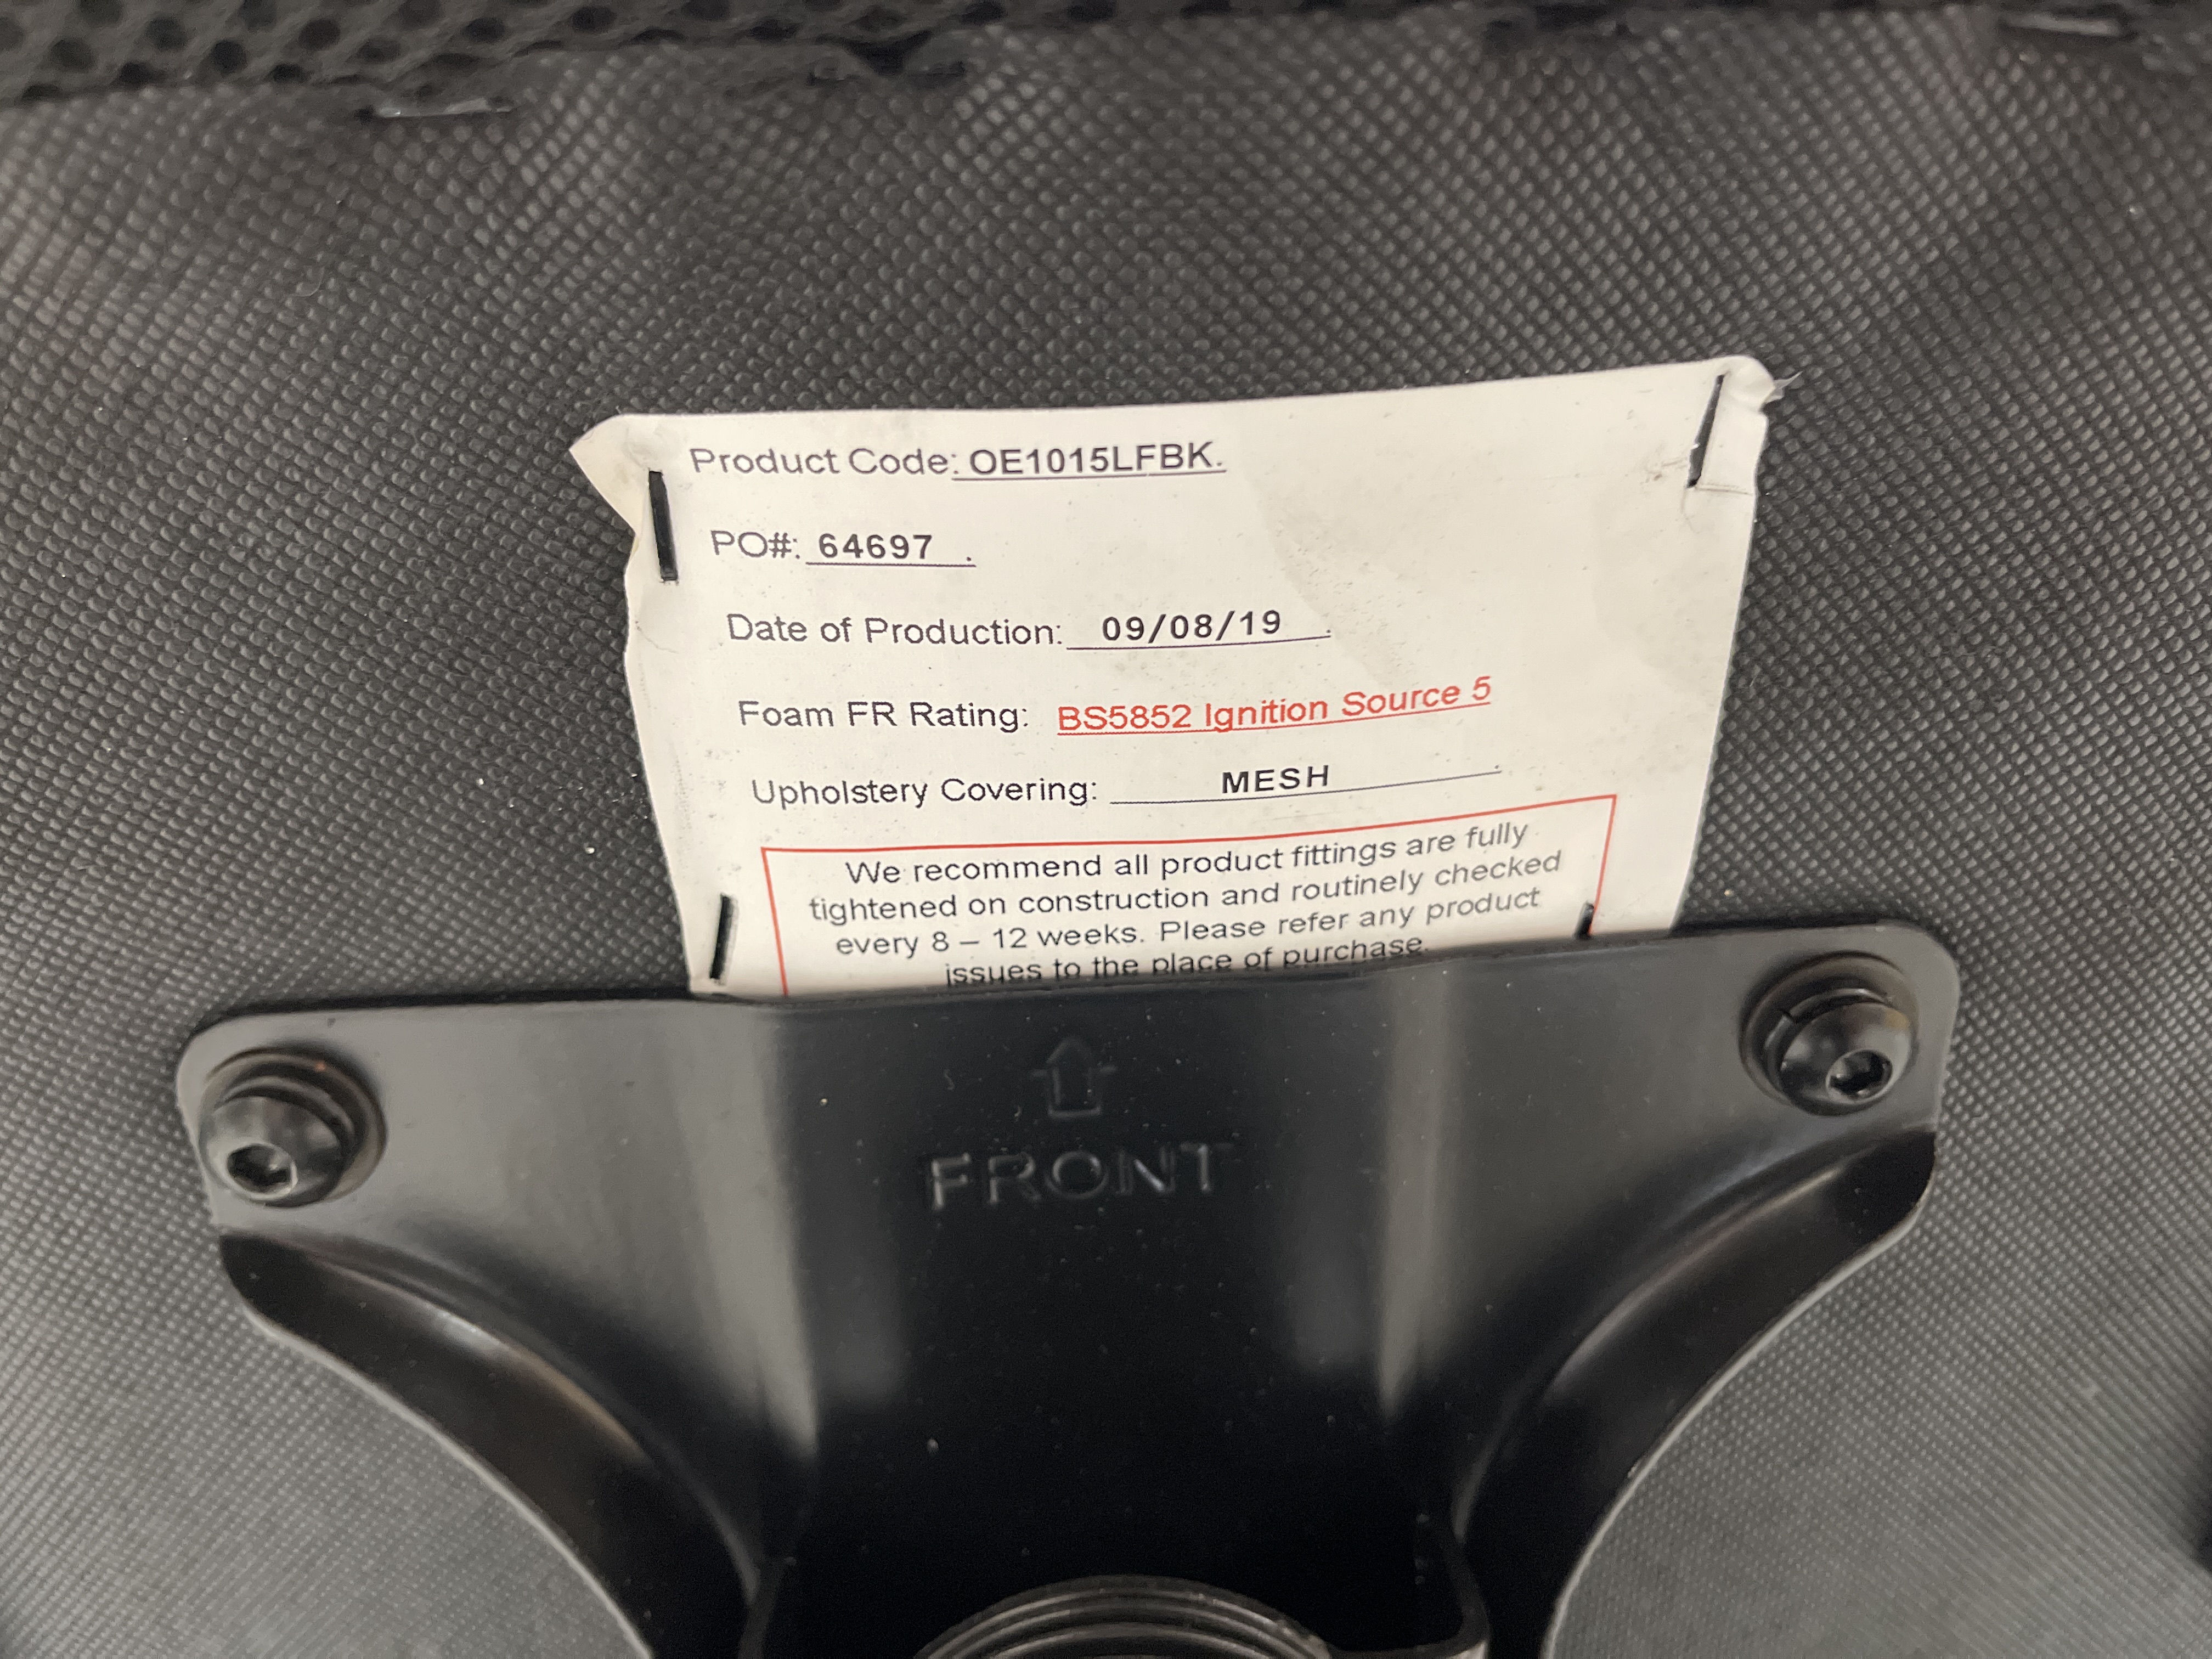 Product Code: OE1015LFBK.
PO#: 64697 .
Date of Production: 09/08/19 .
Foam FR Rating: BS5852 Ignition Source 5
Upholstery Covering: MESH .
We recommend all product fittings are fully
tightened on construction and routinely checked
every 8 – 12 weeks. Please refer any product
issues to the place of purchase.
FRONT